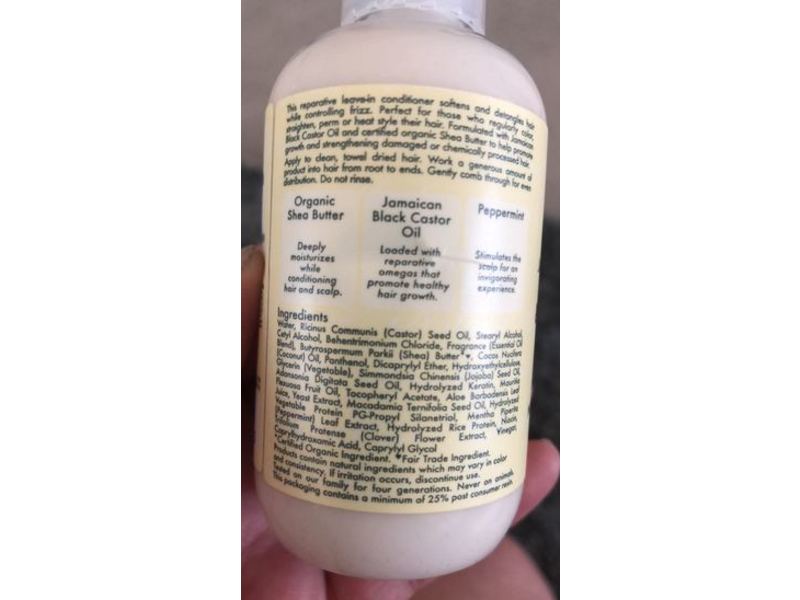 This reparative leave-in conditioner softens and detangles hair
while controlling frizz. Perfect for those who regularly color,
straighten, perm or heat style their hair. Formulated with Jamaican
Black Castor Oil and certified organic Shea Butter to help promote
growth and strengthening damaged or chemically processed hair.
Apply to clean, towel dried hair. Work a generous amount of
product into hair from root to ends. Gently comb through for even
distribution. Do not rinse.
Organic
Shea Butter
Deeply
moisturizes
while
conditioning
hair and scalp.
Jamaican
Black Castor
Oil
Loaded with
reparative
omegas that
promote healthy
hair growth.
Peppermint
Stimulates the
scalp for an
invigorating
experience.
Ingredients
Water, Ricinus Communis (Castor) Seed Oil, Stearyl Alcohol,
Cetyl Alcohol, Behentrimonium Chloride, Fragrance (Essential Oil
Blend), Butyrospermum Parkii (Shea) Butter*♥, Cocos Nucifera
(Coconut) Oil, Panthenol, Dicaprylyl Ether, Hydroxyethylcellulose,
Glycerin (Vegetable), Simmondsia Chinensis (Jojoba) Seed Oil,
Adansonia Digitata Seed Oil, Hydrolyzed Keratin, Mauritia
Flexuosa Fruit Oil, Tocopheryl Acetate, Aloe Barbadensis Leaf
Juice, Yeast Extract, Macadamia Ternifolia Seed Oil, Hydrolyzed
Vegetable Protein PG-Propyl Silanetriol, Mentha Piperita
(Peppermint) Leaf Extract, Hydrolyzed Rice Protein, Niacin,
Trifolium Pratense (Clover) Flower Extract, Vinegar,
Caprylhydroxamic Acid, Caprylyl Glycol
*Certified Organic Ingredient. ♥Fair Trade Ingredient.
Products contain natural ingredients which may vary in color
and consistency. If irritation occurs, discontinue use.
Tested on our family for four generations. Never on animals.
This packaging contains a minimum of 25% post consumer resin.